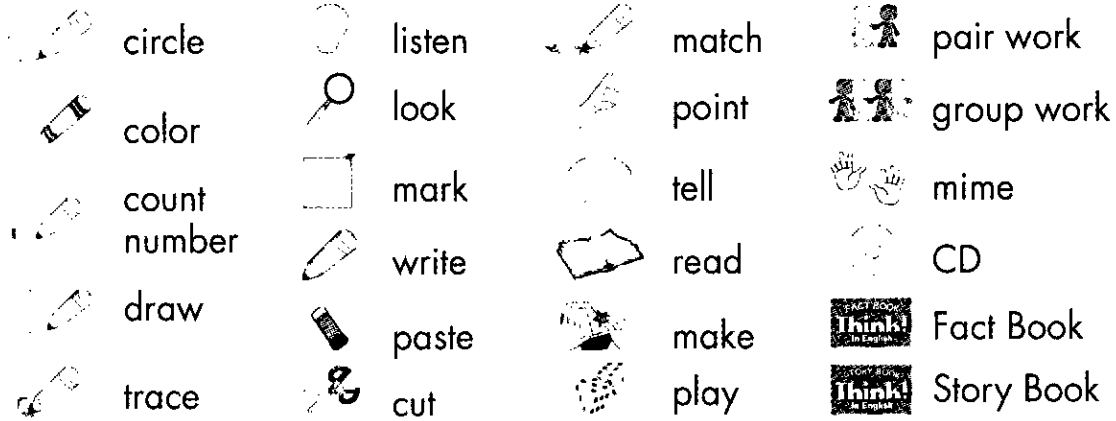 circle
color
count
number
draw
trace
listen
look
mark
write
paste
cut
match
point
tell
read
make
play
pair work
group work
mime
CD
FACT BOOK
Think!
in English
Fact Book
STORY BOOK
Think!
in English
Story Book